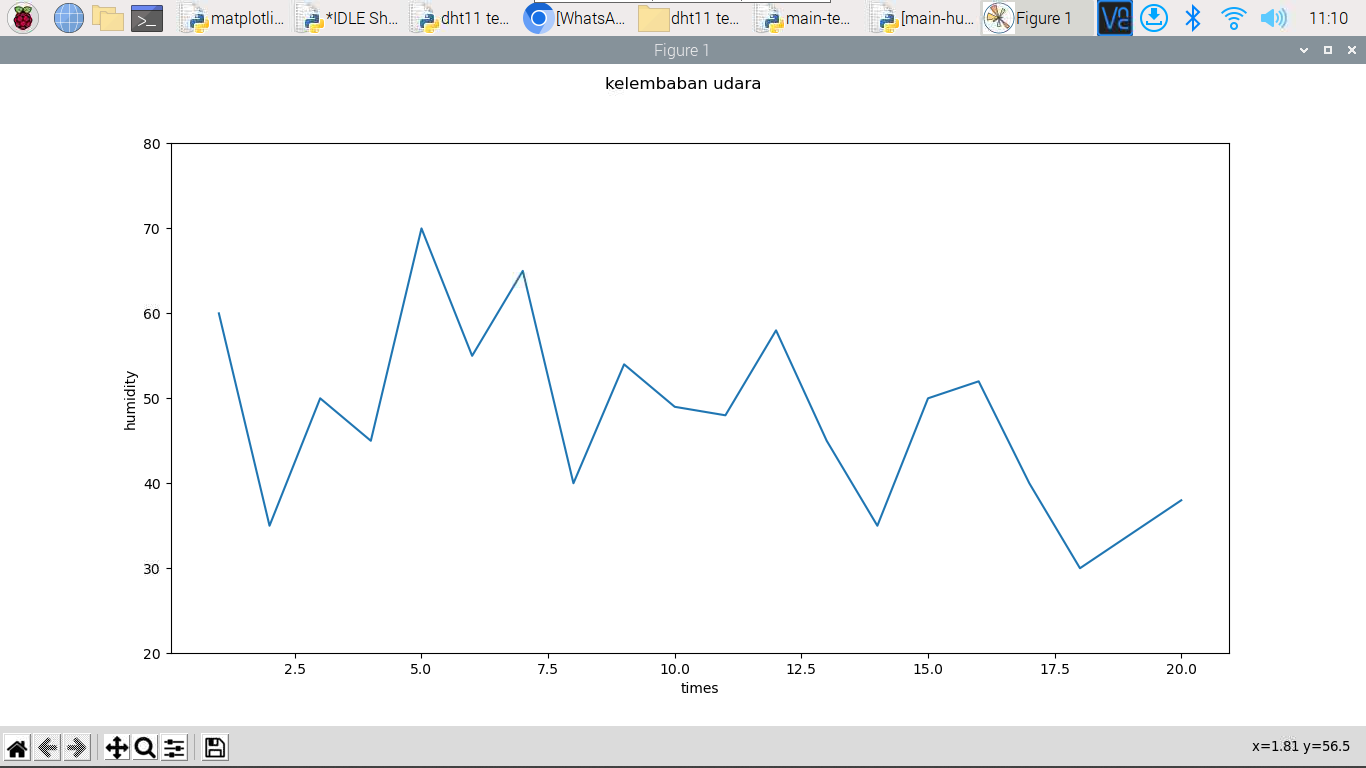 matplotli... *IDLE Sh... dht11 te... [WhatsA... dht11 te... main-te... [main-hu... Figure 1 11:10
Figure 1
kelembaban udara
80
70
60
50
40
30
20
humidity
2.5 5.0 7.5 10.0 12.5 15.0 17.5 20.0
times
x=1.81 y=56.5